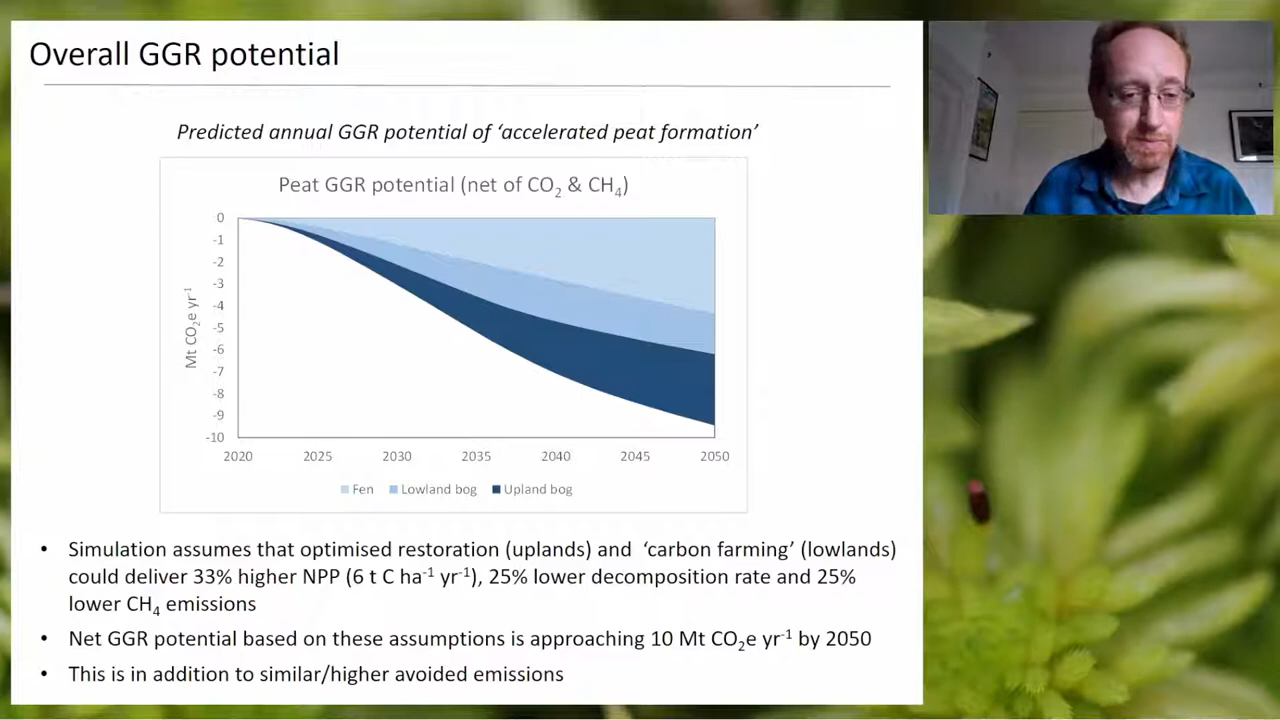 Overall GGR potential
Predicted annual GGR potential of ‘accelerated peat formation’
Peat GGR potential (net of CO₂ & CH₄)
Mt CO₂e yr⁻¹
0
-1
-2
-3
-4
-5
-6
-7
-8
-9
-10
2020 2025 2030 2035 2040 2045 2050
Fen Lowland bog Upland bog
• Simulation assumes that optimised restoration (uplands) and ‘carbon farming’ (lowlands)
could deliver 33% higher NPP (6 t C ha⁻¹ yr⁻¹), 25% lower decomposition rate and 25%
lower CH₄ emissions
• Net GGR potential based on these assumptions is approaching 10 Mt CO₂e yr⁻¹ by 2050
• This is in addition to similar/higher avoided emissions